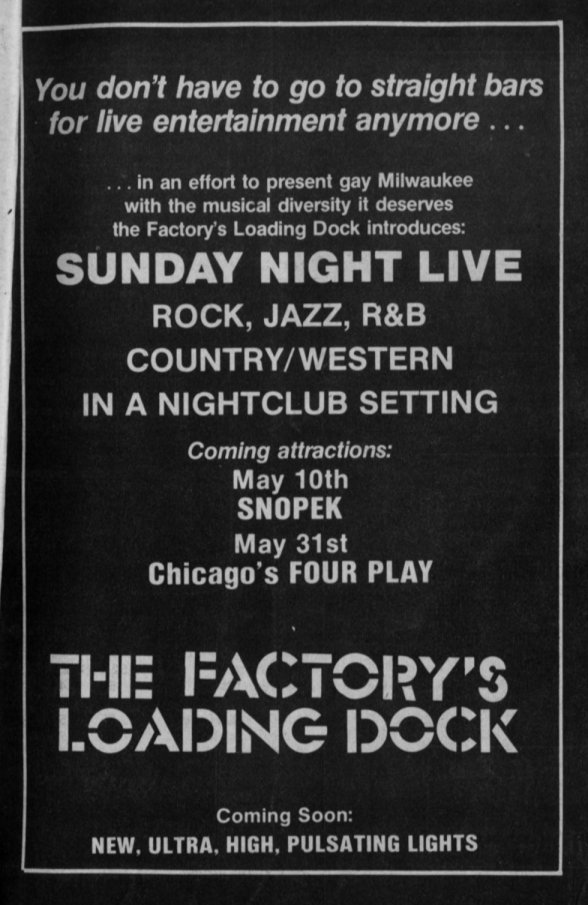 You don't have to go to straight bars
for live entertainment anymore ...
... in an effort to present gay Milwaukee
with the musical diversity it deserves
the Factory's Loading Dock introduces:
SUNDAY NIGHT LIVE
ROCK, JAZZ, R&B
COUNTRY/WESTERN
IN A NIGHTCLUB SETTING
Coming attractions:
May 10th
SNOPEK
May 31st
Chicago's FOUR PLAY
THE FACTORY'S
LOADING DOCK
Coming Soon:
NEW, ULTRA, HIGH, PULSATING LIGHTS